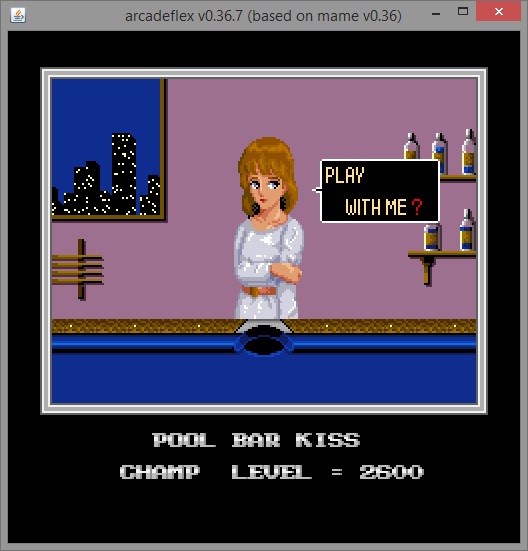 arcadeflex v0.36.7 (based on mame v0.36)
PLAY
WITH ME ?
POOL BAR KISS
CHAMP LEVEL = 2600